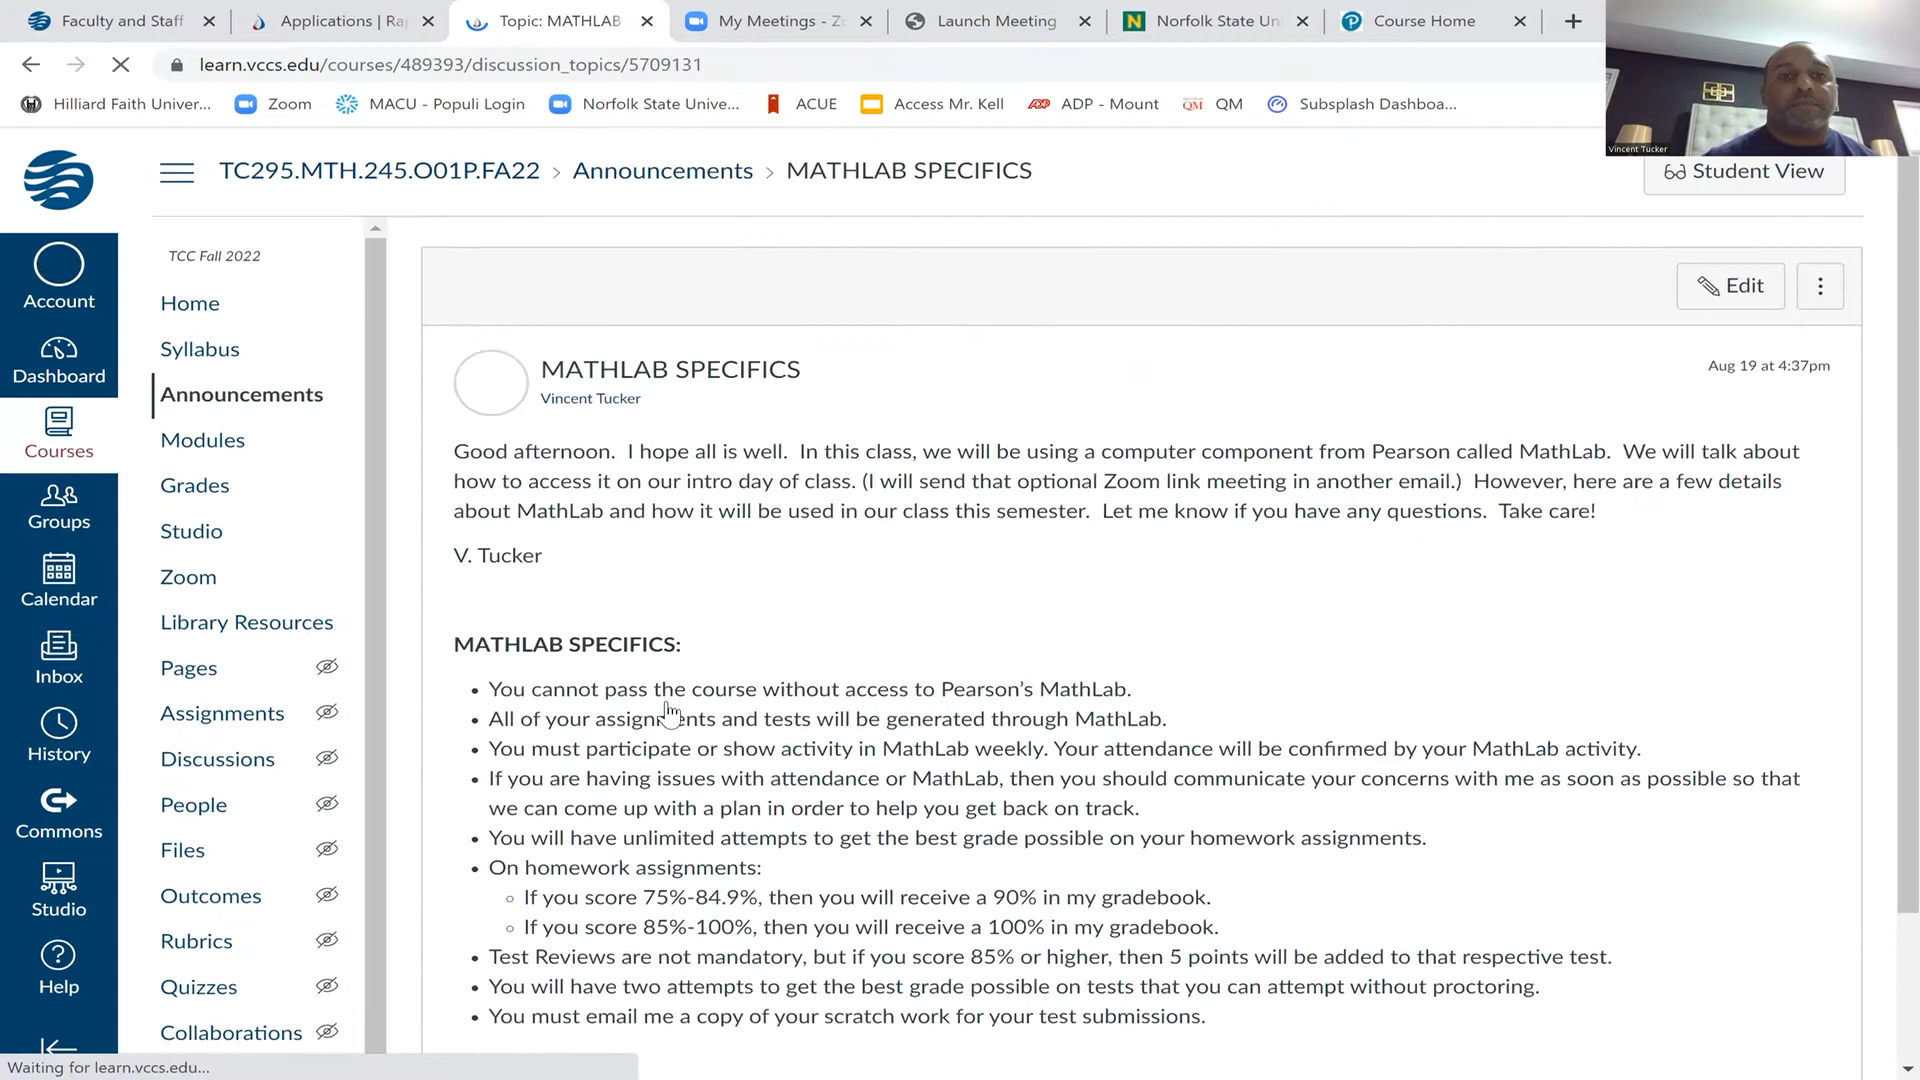 Faculty and Staff
Applications | Ra
Topic: MATHLAB
My Meetings - Zo
Launch Meeting
Norfolk State Un
Course Home
learn.vccs.edu/courses/489393/discussion_topics/5709131
Hilliard Faith Univer...
Zoom
MACU - Populi Login
Norfolk State Unive...
ACUE
Access Mr. Kell
ADP - Mount
QM QM
Subsplash Dashboa...
Vincent Tucker
TC295.MTH.245.O01P.FA22 > Announcements > MATHLAB SPECIFICS
Student View
Account
Dashboard
Courses
Groups
Calendar
Inbox
History
Commons
Studio
Help
TCC Fall 2022
Home
Syllabus
Announcements
Modules
Grades
Studio
Zoom
Library Resources
Pages
Assignments
Discussions
People
Files
Outcomes
Rubrics
Quizzes
Collaborations
Edit
MATHLAB SPECIFICS
Aug 19 at 4:37pm
Vincent Tucker
Good afternoon. I hope all is well. In this class, we will be using a computer component from Pearson called MathLab. We will talk about
how to access it on our intro day of class. (I will send that optional Zoom link meeting in another email.) However, here are a few details
about MathLab and how it will be used in our class this semester. Let me know if you have any questions. Take care!
V. Tucker
MATHLAB SPECIFICS:
• You cannot pass the course without access to Pearson's MathLab.
• All of your assignments and tests will be generated through MathLab.
• You must participate or show activity in MathLab weekly. Your attendance will be confirmed by your MathLab activity.
• If you are having issues with attendance or MathLab, then you should communicate your concerns with me as soon as possible so that
we can come up with a plan in order to help you get back on track.
• You will have unlimited attempts to get the best grade possible on your homework assignments.
• On homework assignments:
◦ If you score 75%-84.9%, then you will receive a 90% in my gradebook.
◦ If you score 85%-100%, then you will receive a 100% in my gradebook.
• Test Reviews are not mandatory, but if you score 85% or higher, then 5 points will be added to that respective test.
• You will have two attempts to get the best grade possible on tests that you can attempt without proctoring.
• You must email me a copy of your scratch work for your test submissions.
Waiting for learn.vccs.edu...